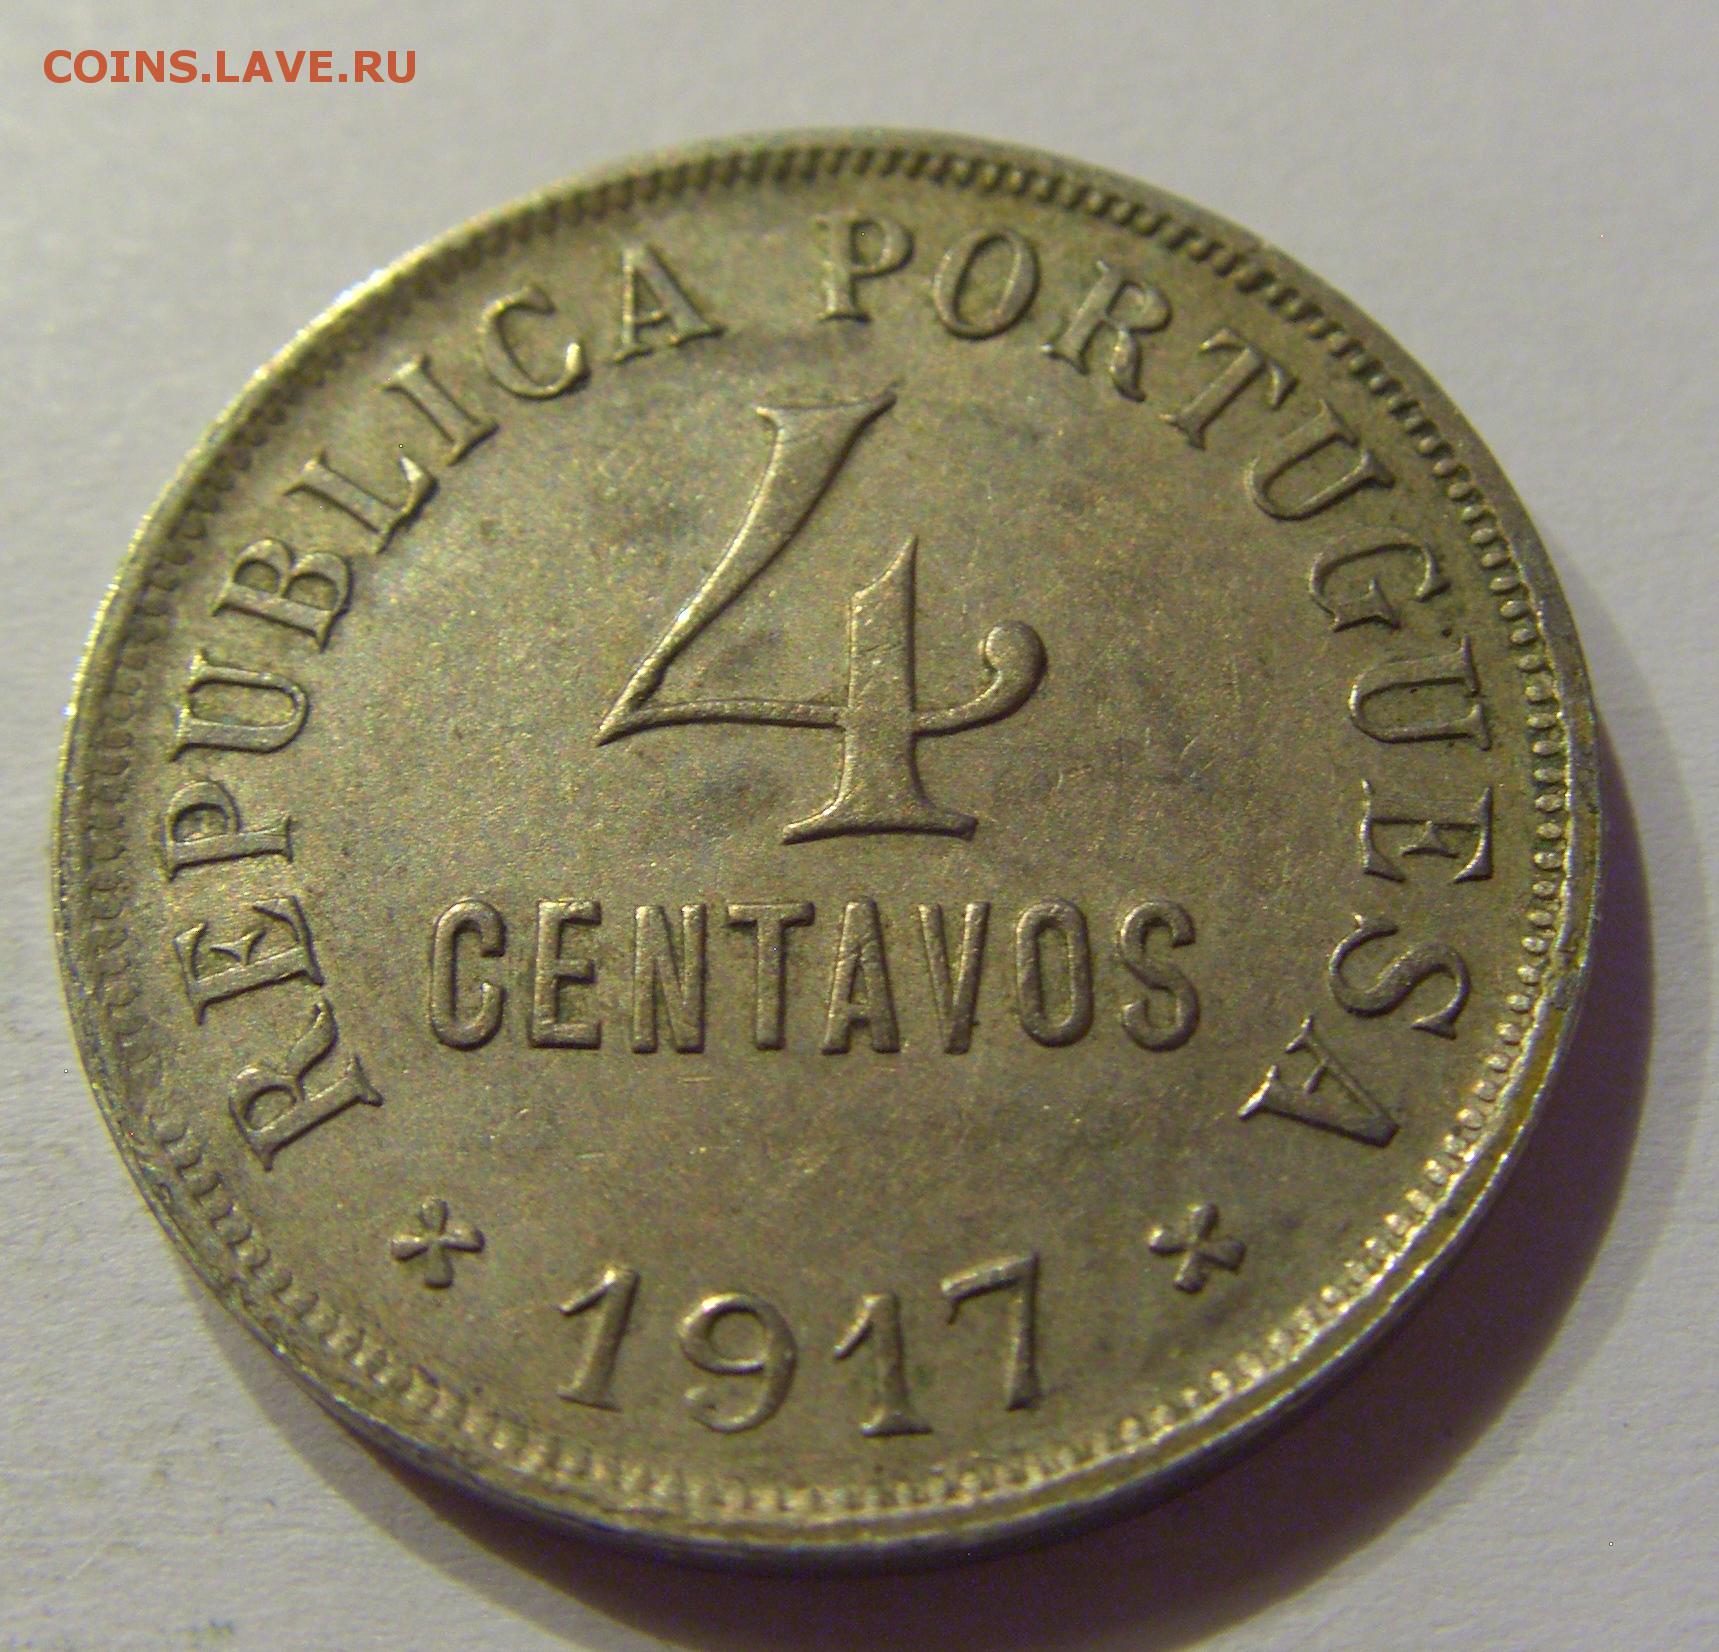 COINS.LAVE.RU
REPUBLICA PORTUGUESA
4
CENTAVOS
1917